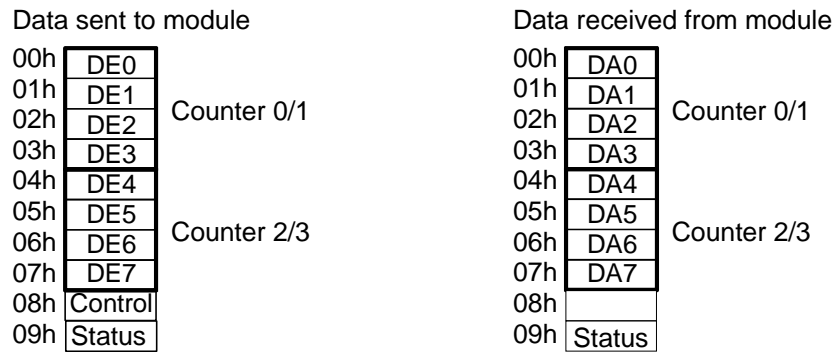 Data sent to module
00h DE0
01h DE1
Counter 0/1
02h DE2
03h DE3
04h DE4
05h DE5
Counter 2/3
06h DE6
07h DE7
08h Control
09h Status
Data received from module
00h DA0
01h DA1
Counter 0/1
02h DA2
03h DA3
04h DA4
05h DA5
Counter 2/3
06h DA6
07h DA7
08h
09h Status